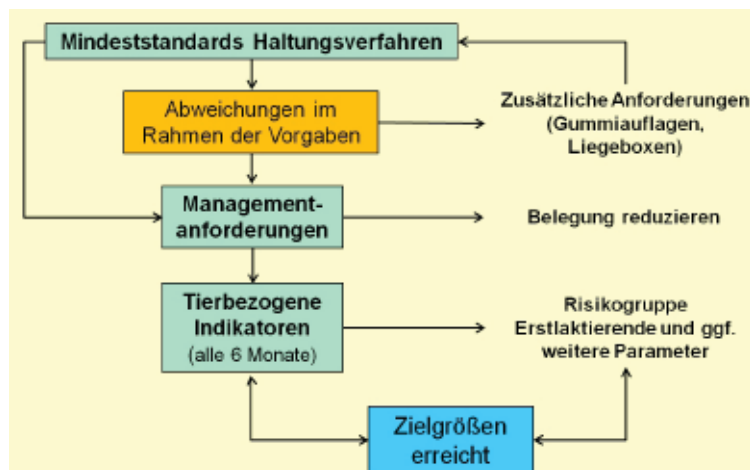 Mindeststandards Haltungsverfahren
Abweichungen im
Rahmen der Vorgaben
Zusätzliche Anforderungen
(Gummiauflagen,
Liegeboxen)
Management-
anforderungen
Belegung reduzieren
Tierbezogene
Indikatoren
(alle 6 Monate)
Risikogruppe
Erstlaktierende und ggf.
weitere Parameter
Zielgrößen
erreicht